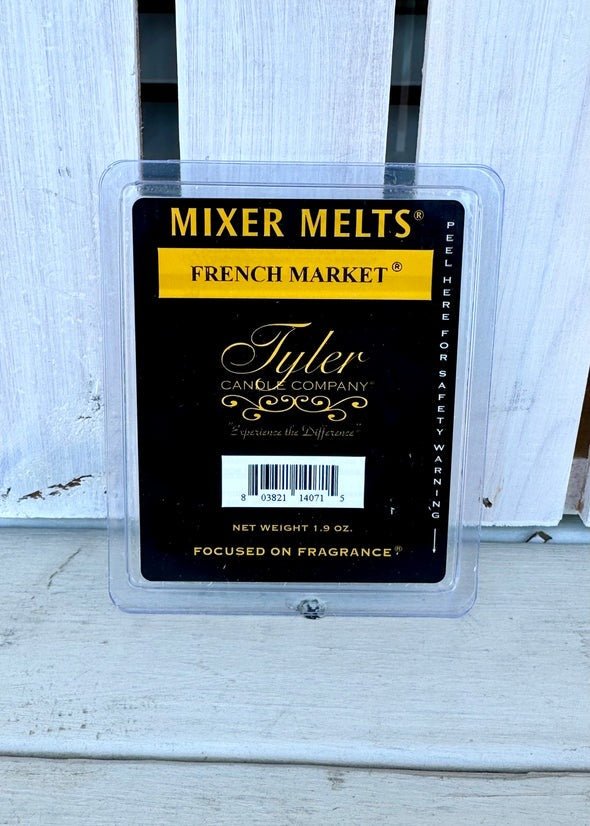 MIXER MELTS®
FRENCH MARKET®
Tyler
CANDLE COMPANY®
"Experience the Difference"
8 03821 14071 5
NET WEIGHT 1.9 OZ.
FOCUSED ON FRAGRANCE®
PEEL HERE FOR SAFETY WARNING